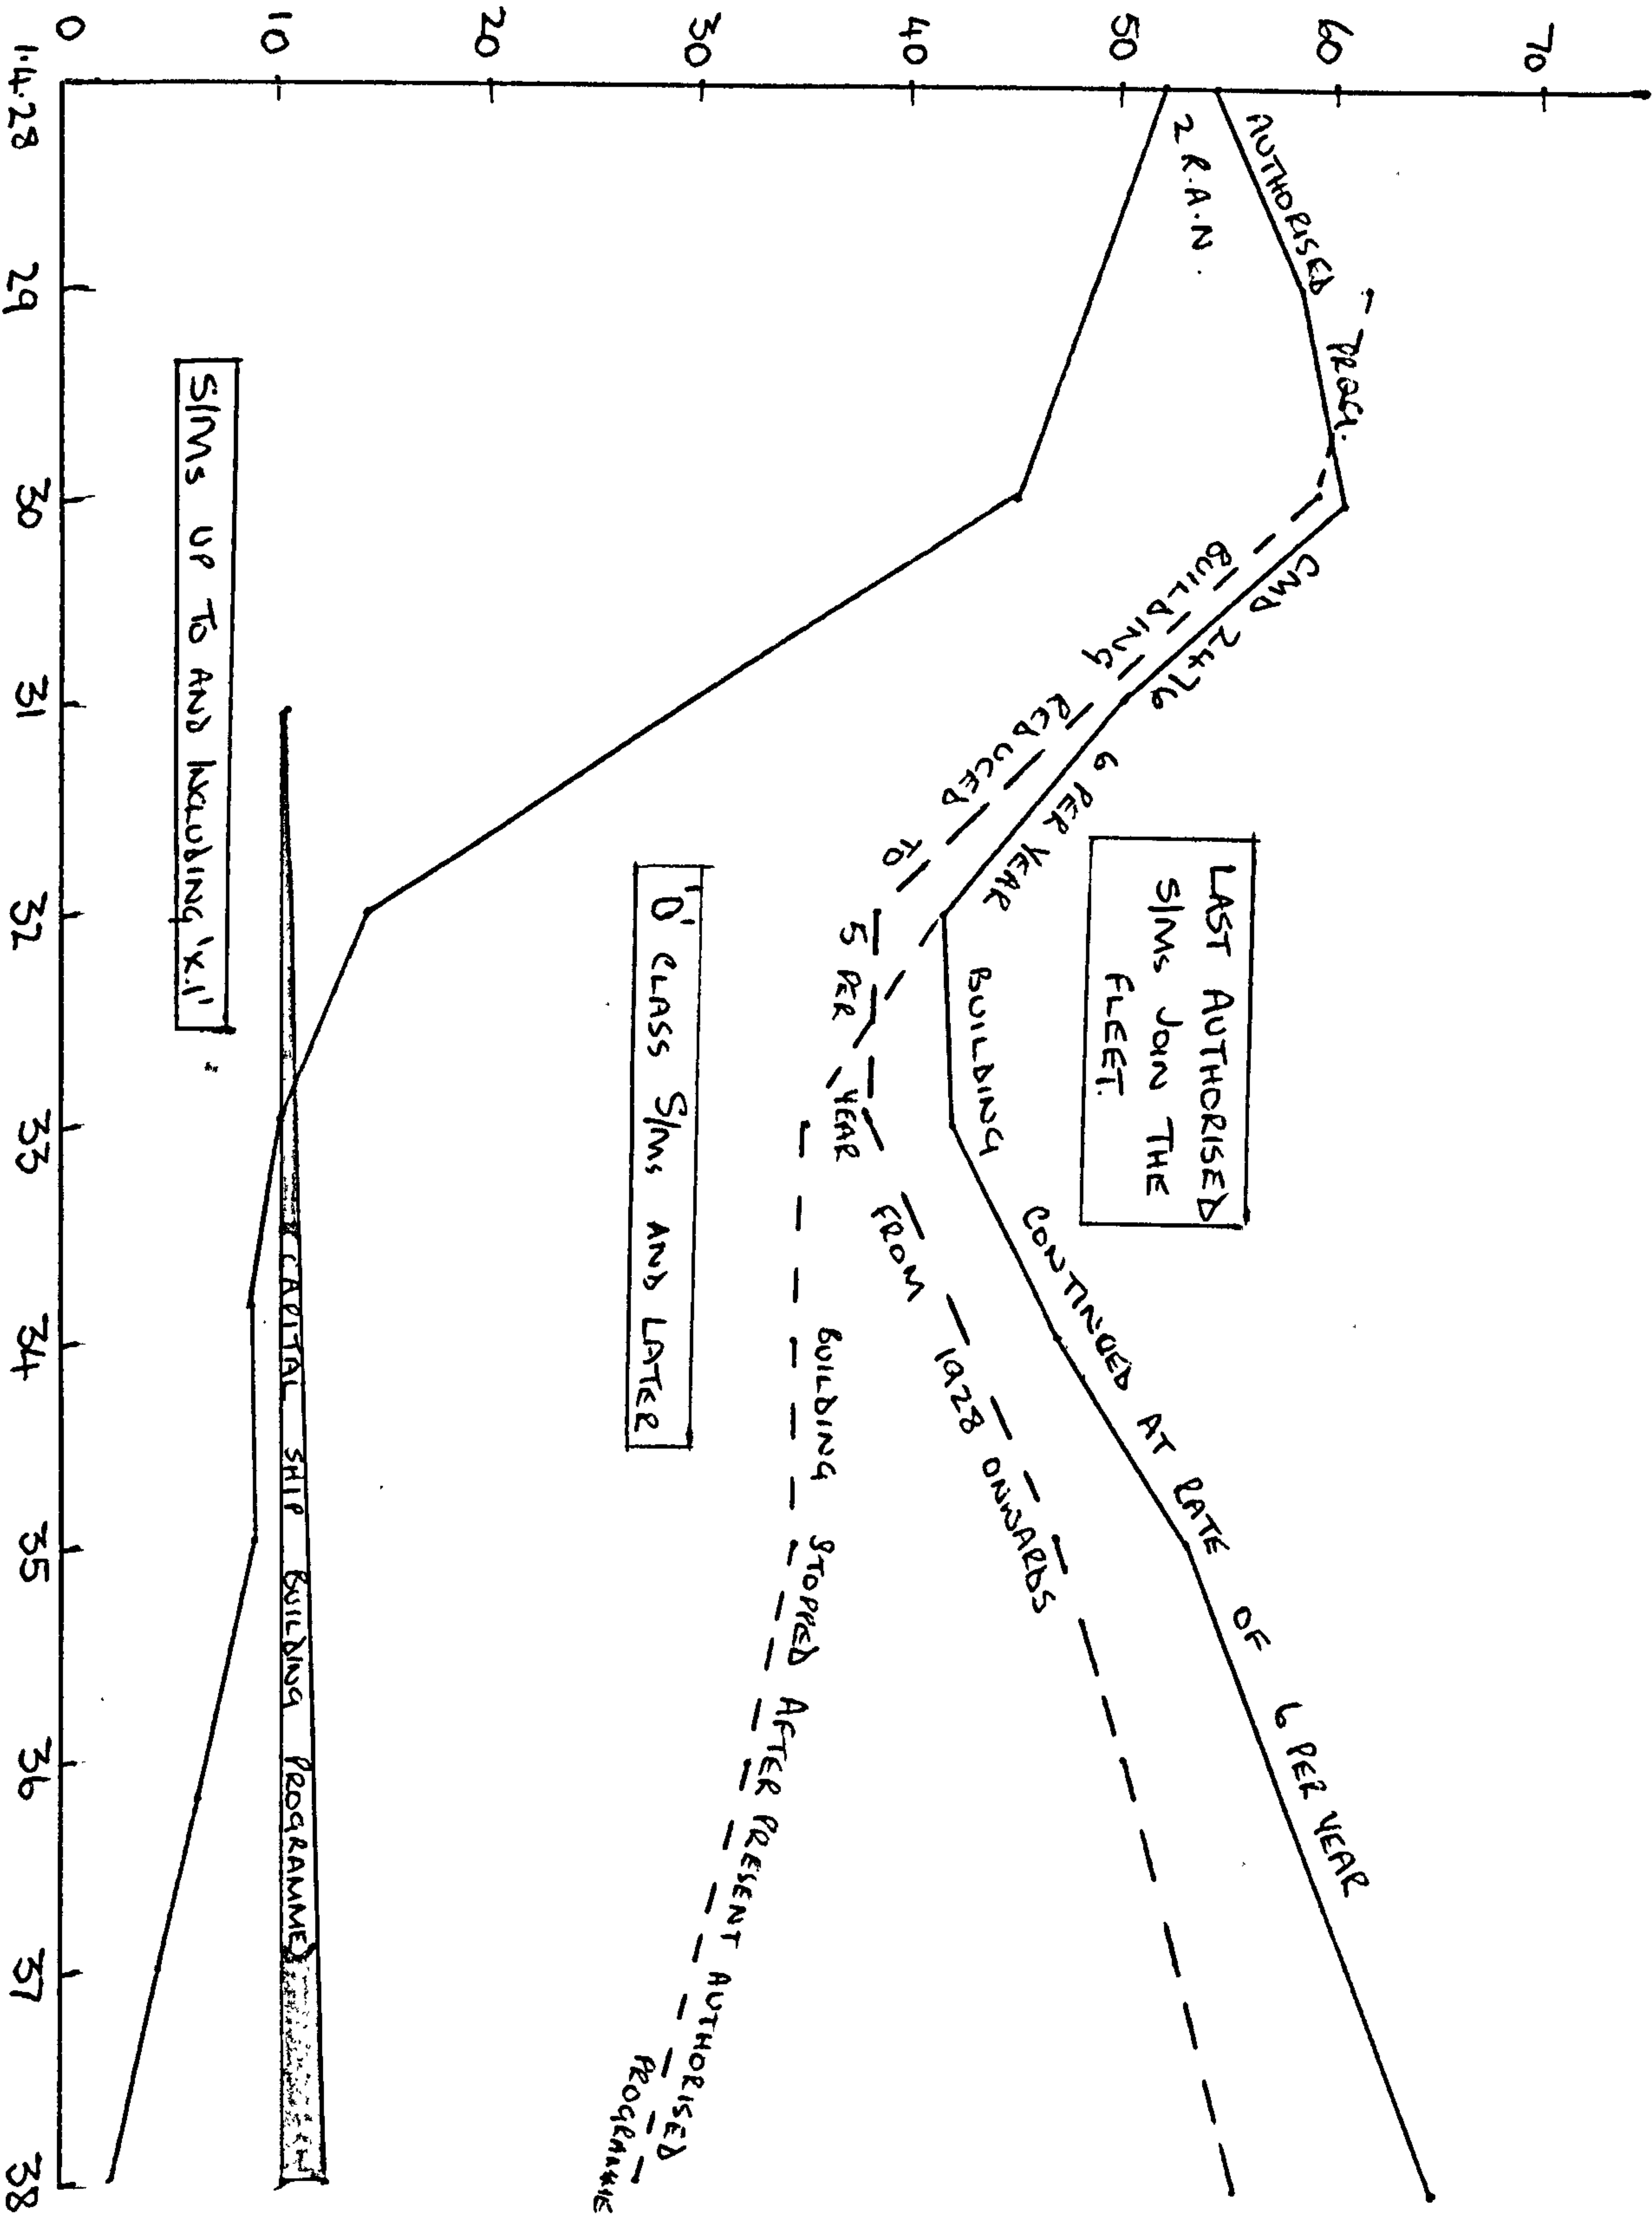 70
60
50
40
30
20
10
0
1.4.28
29
30
31
32
33
34
35
36
37
38
AUTHORISED PROG.
2 R.A.N.
CMD 2476 6 PER YEAR
BUILDING CONTINUED AT RATE OF 6 PER YEAR
BUILDING REDUCED TO 5 PER YEAR FROM 1928 ONWARDS
LAST AUTHORISED
S/MS JOIN THE
FLEET.
BUILDING STOPPED AFTER PRESENT AUTHORISED
PROGRAMME
'O' CLASS S/MS AND LATER
(CAPITAL SHIP BUILDING PROGRAMME)
S/MS UP TO AND INCLUDING 'X.1'